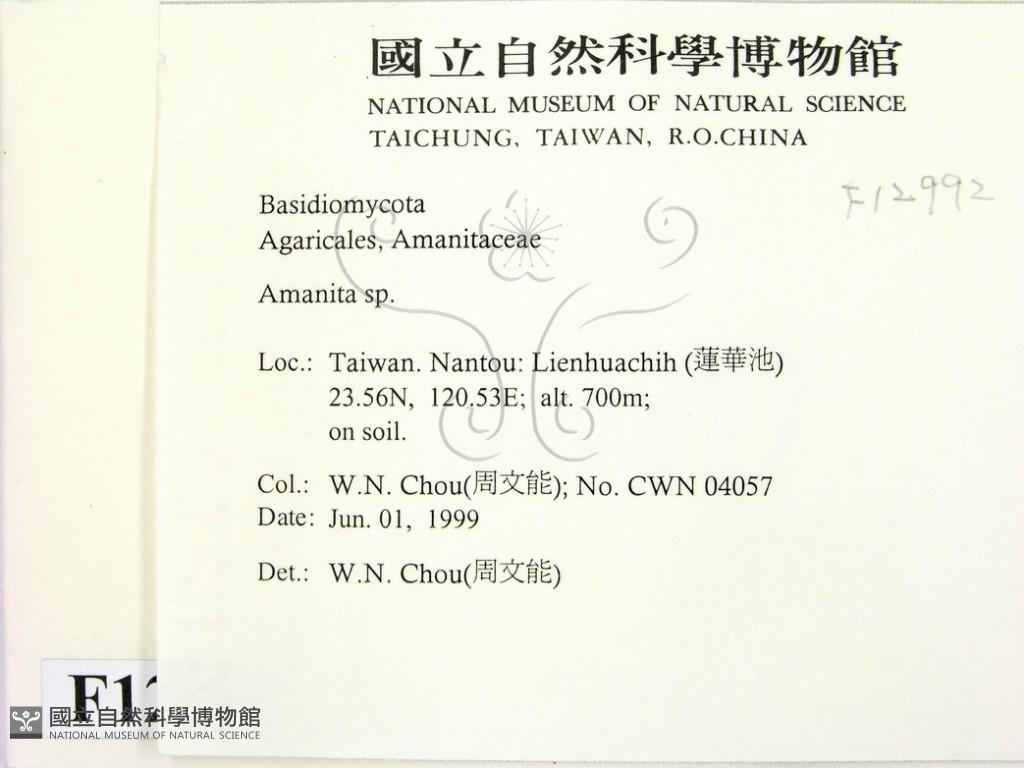 國立自然科學博物館
NATIONAL MUSEUM OF NATURAL SCIENCE
TAICHUNG, TAIWAN, R.O.CHINA
F12992
Basidiomycota
Agaricales, Amanitaceae
Amanita sp.
Loc.: Taiwan. Nantou: Lienhuachih (蓮華池)
23.56N, 120.53E; alt. 700m;
on soil.
Col.: W.N. Chou(周文能); No. CWN 04057
Date: Jun. 01, 1999
Det.: W.N. Chou(周文能)
F12
國立自然科學博物館
NATIONAL MUSEUM OF NATURAL SCIENCE